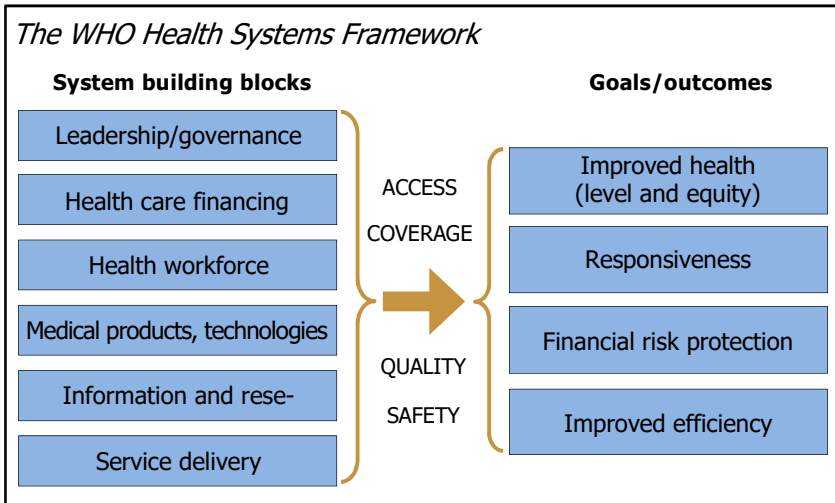 The WHO Health Systems Framework
System building blocks
Leadership/governance
Health care financing
Health workforce
Medical products, technologies
Information and rese-
Service delivery
ACCESS
COVERAGE
QUALITY
SAFETY
Goals/outcomes
Improved health
(level and equity)
Responsiveness
Financial risk protection
Improved efficiency